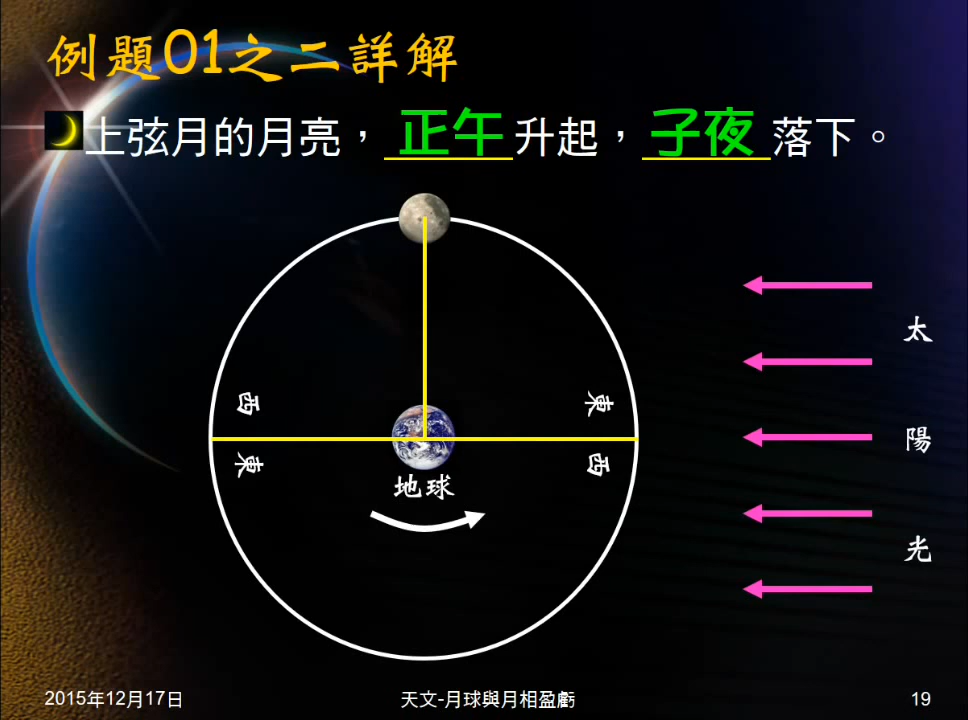 例題01之二詳解
上弦月的月亮，正午升起，子夜落下。
太
西
東
陽
東
西
地球
光
2015年12月17日
天文-月球與月相盈虧
19